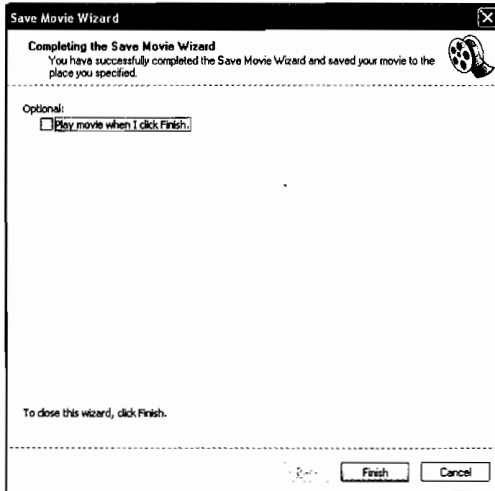 Save Movie Wizard
Completing the Save Movie Wizard
You have successfully completed the Save Movie Wizard and saved your movie to the
place you specified.
Optional:
Play movie when I click Finish.
To close this wizard, click Finish.
Finish Cancel